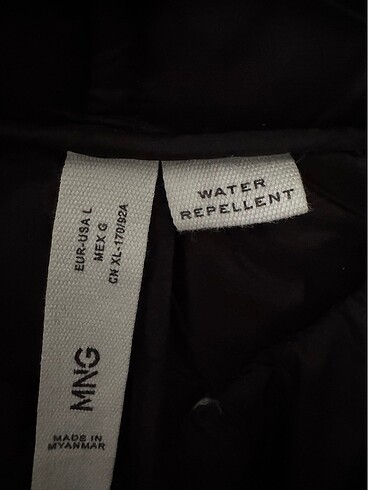 EUR-USA L
MEX G
CN XL-170/92A
MNG
MADE IN
MYANMAR
WATER
REPELLENT